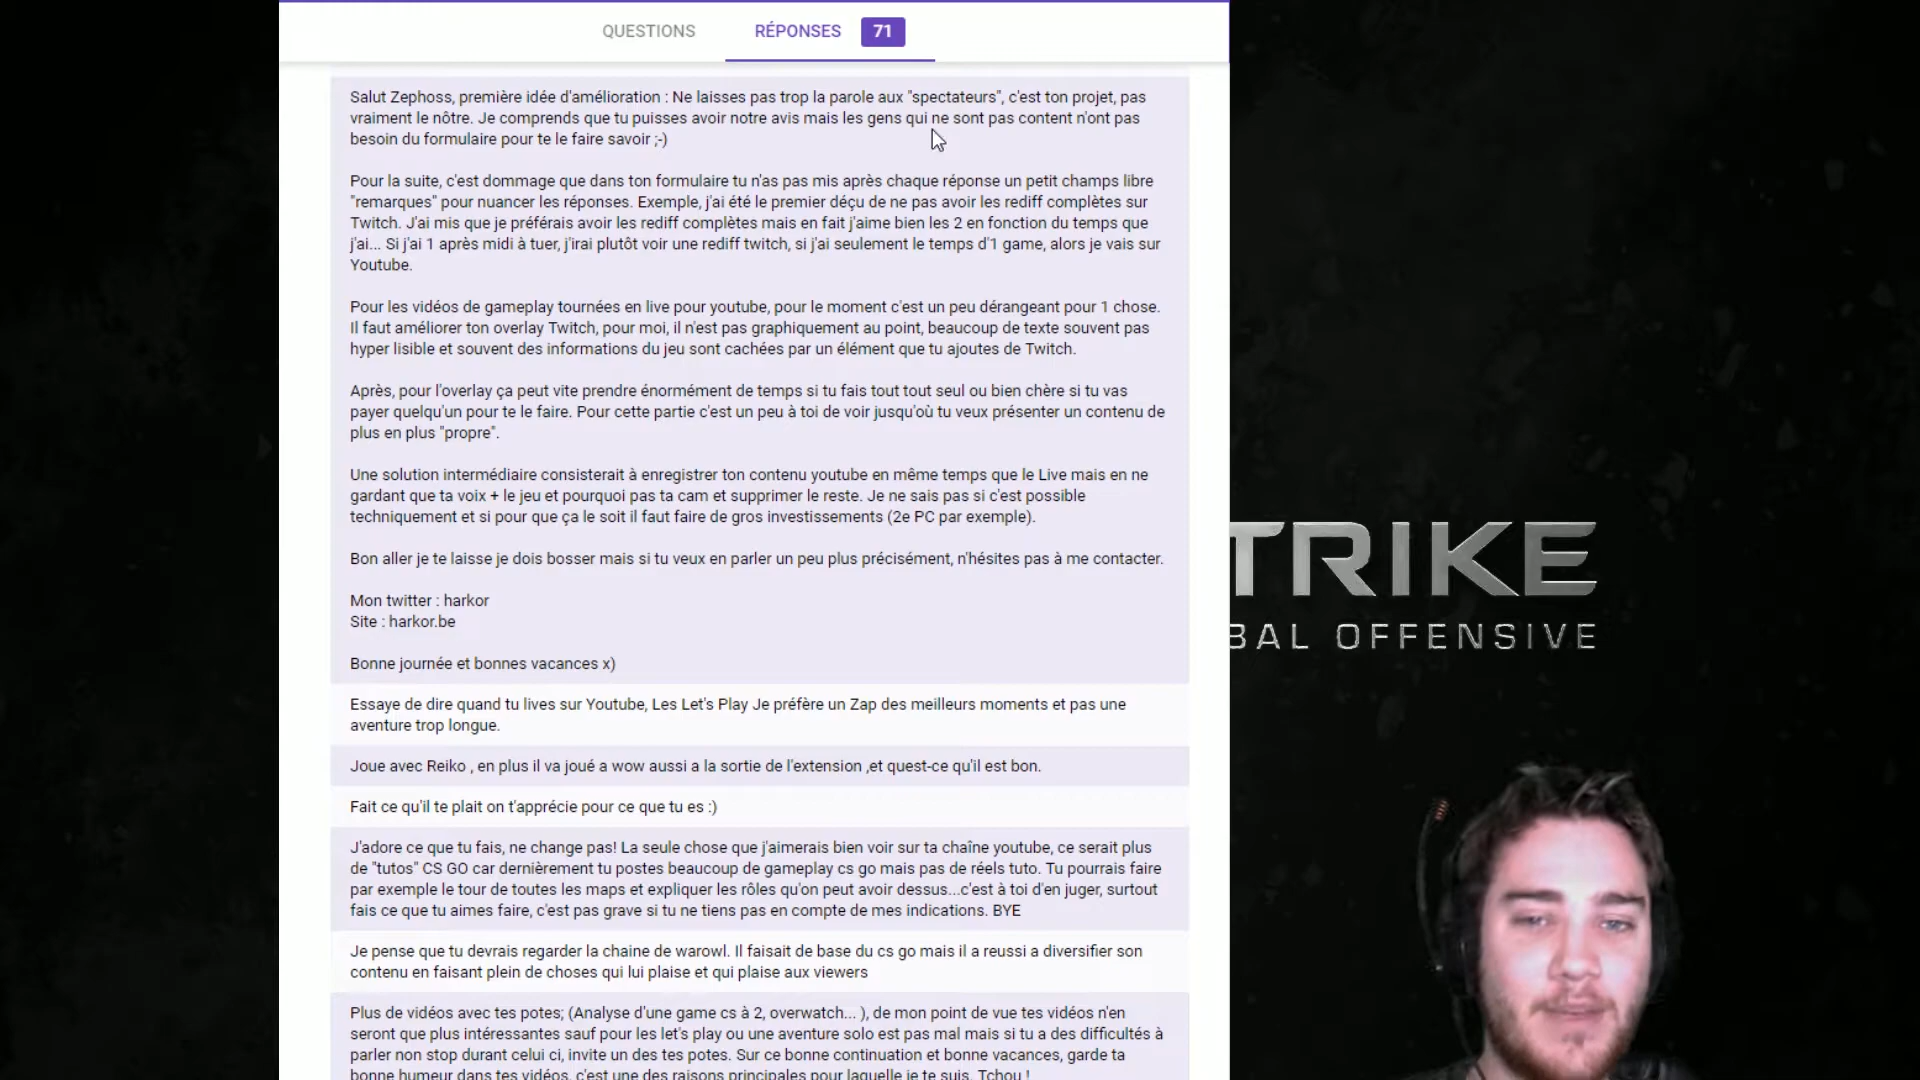 QUESTIONS
RÉPONSES
71
Salut Zephoss, première idée d'amélioration : Ne laisses pas trop la parole aux "spectateurs", c'est ton projet, pas
vraiment le nôtre. Je comprends que tu puisses avoir notre avis mais les gens qui ne sont pas content n'ont pas
besoin du formulaire pour te le faire savoir ;-)
Pour la suite, c'est dommage que dans ton formulaire tu n'as pas mis après chaque réponse un petit champs libre
"remarques" pour nuancer les réponses. Exemple, j'ai été le premier déçu de ne pas avoir les rediff complètes sur
Twitch. J'ai mis que je préférais avoir les rediff complètes mais en fait j'aime bien les 2 en fonction du temps que
j'ai... Si j'ai 1 après midi à tuer, j'irai plutôt voir une rediff twitch, si j'ai seulement le temps d'1 game, alors je vais sur
Youtube.
Pour les vidéos de gameplay tournées en live pour youtube, pour le moment c'est un peu dérangeant pour 1 chose.
Il faut améliorer ton overlay Twitch, pour moi, il n'est pas graphiquement au point, beaucoup de texte souvent pas
hyper lisible et souvent des informations du jeu sont cachées par un élément que tu ajoutes de Twitch.
Après, pour l'overlay ça peut vite prendre énormément de temps si tu fais tout tout seul ou bien chère si tu vas
payer quelqu'un pour te le faire. Pour cette partie c'est un peu à toi de voir jusqu'où tu veux présenter un contenu de
plus en plus "propre".
Une solution intermédiaire consisterait à enregistrer ton contenu youtube en même temps que le Live mais en ne
gardant que ta voix + le jeu et pourquoi pas ta cam et supprimer le reste. Je ne sais pas si c'est possible
techniquement et si pour que ça le soit il faut faire de gros investissements (2e PC par exemple).
Bon aller je te laisse je dois bosser mais si tu veux en parler un peu plus précisément, n'hésites pas à me contacter.
Mon twitter : harkor
Site : harkor.be
Bonne journée et bonnes vacances x)
Essaye de dire quand tu lives sur Youtube, Les Let's Play Je préfère un Zap des meilleurs moments et pas une
aventure trop longue.
Joue avec Reiko , en plus il va joué a wow aussi a la sortie de l'extension ,et quest-ce qu'il est bon.
Fait ce qu'il te plait on t'apprécie pour ce que tu es :)
J'adore ce que tu fais, ne change pas! La seule chose que j'aimerais bien voir sur ta chaîne youtube, ce serait plus
de "tutos" CS GO car dernièrement tu postes beaucoup de gameplay cs go mais pas de réels tuto. Tu pourrais faire
par exemple le tour de toutes les maps et expliquer les rôles qu'on peut avoir dessus...c'est à toi d'en juger, surtout
fais ce que tu aimes faire, c'est pas grave si tu ne tiens pas en compte de mes indications. BYE
Je pense que tu devrais regarder la chaine de warowl. Il faisait de base du cs go mais il a reussi a diversifier son
contenu en faisant plein de choses qui lui plaise et qui plaise aux viewers
Plus de vidéos avec tes potes; (Analyse d'une game cs à 2, overwatch... ), de mon point de vue tes vidéos n'en
seront que plus intéressantes sauf pour les let's play ou une aventure solo est pas mal mais si tu a des difficultés à
parler non stop durant celui ci, invite un des tes potes. Sur ce bonne continuation et bonne vacances, garde ta
bonne humeur dans tes vidéos, c'est une des raisons principales pour laquelle je te suis. Tchou !
TRIKE
BAL OFFENSIVE